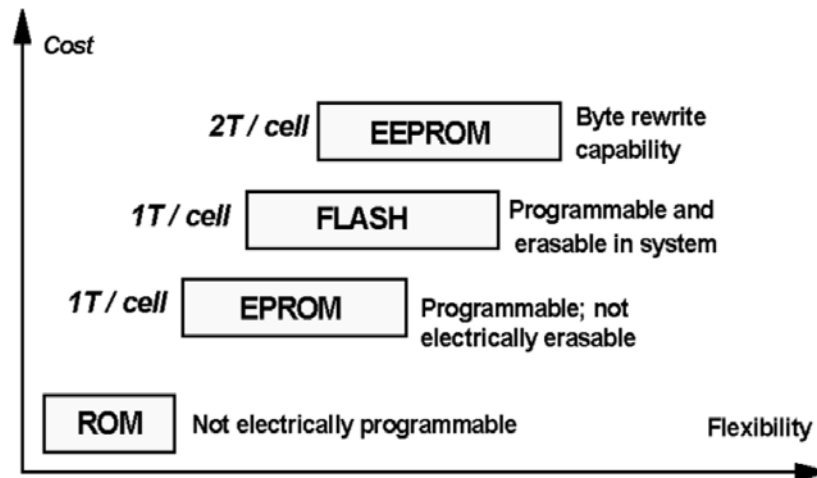 Cost
2T / cell
EEPROM
Byte rewrite
capability
1T / cell
FLASH
Programmable and
erasable in system
1T / cell
EPROM
Programmable; not
electrically erasable
ROM
Not electrically programmable
Flexibility